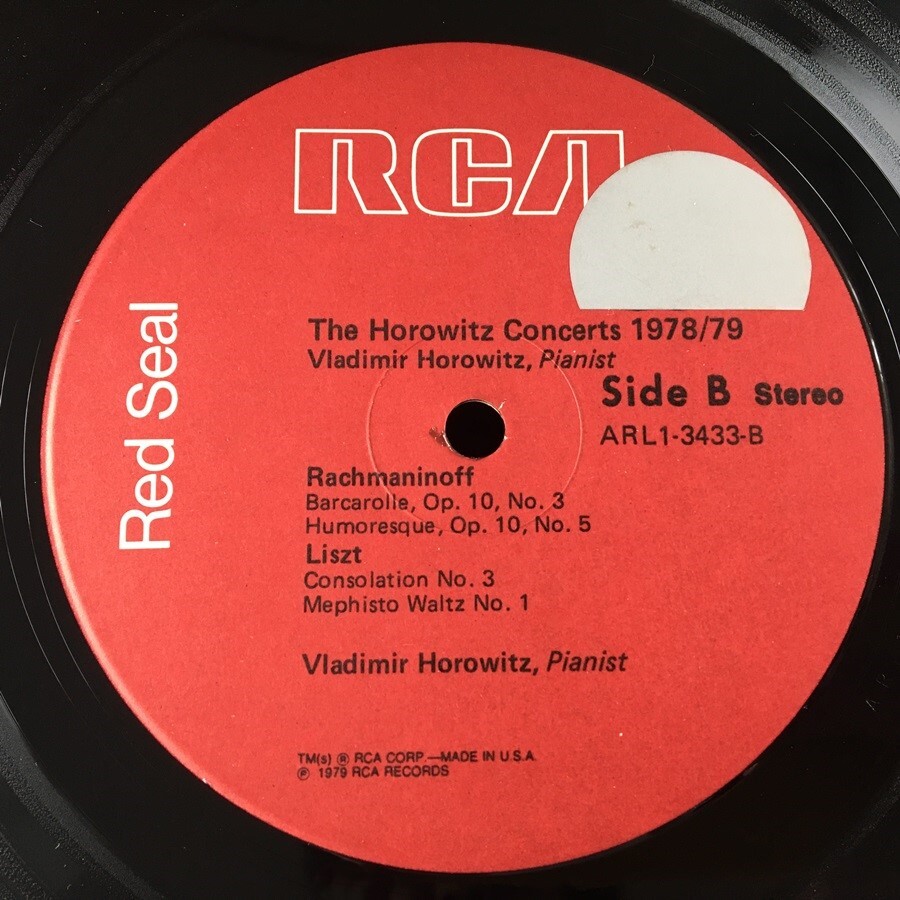 RCA
Red Seal
The Horowitz Concerts 1978/79
Vladimir Horowitz, Pianist
Side B Stereo
ARL1-3433-B
Rachmaninoff
Barcarolle, Op. 10, No. 3
Humoresque, Op. 10, No. 5
Liszt
Consolation No. 3
Mephisto Waltz No. 1
Vladimir Horowitz, Pianist
TM(s) ® RCA CORP.—MADE IN U.S.A.
℗ 1979 RCA RECORDS